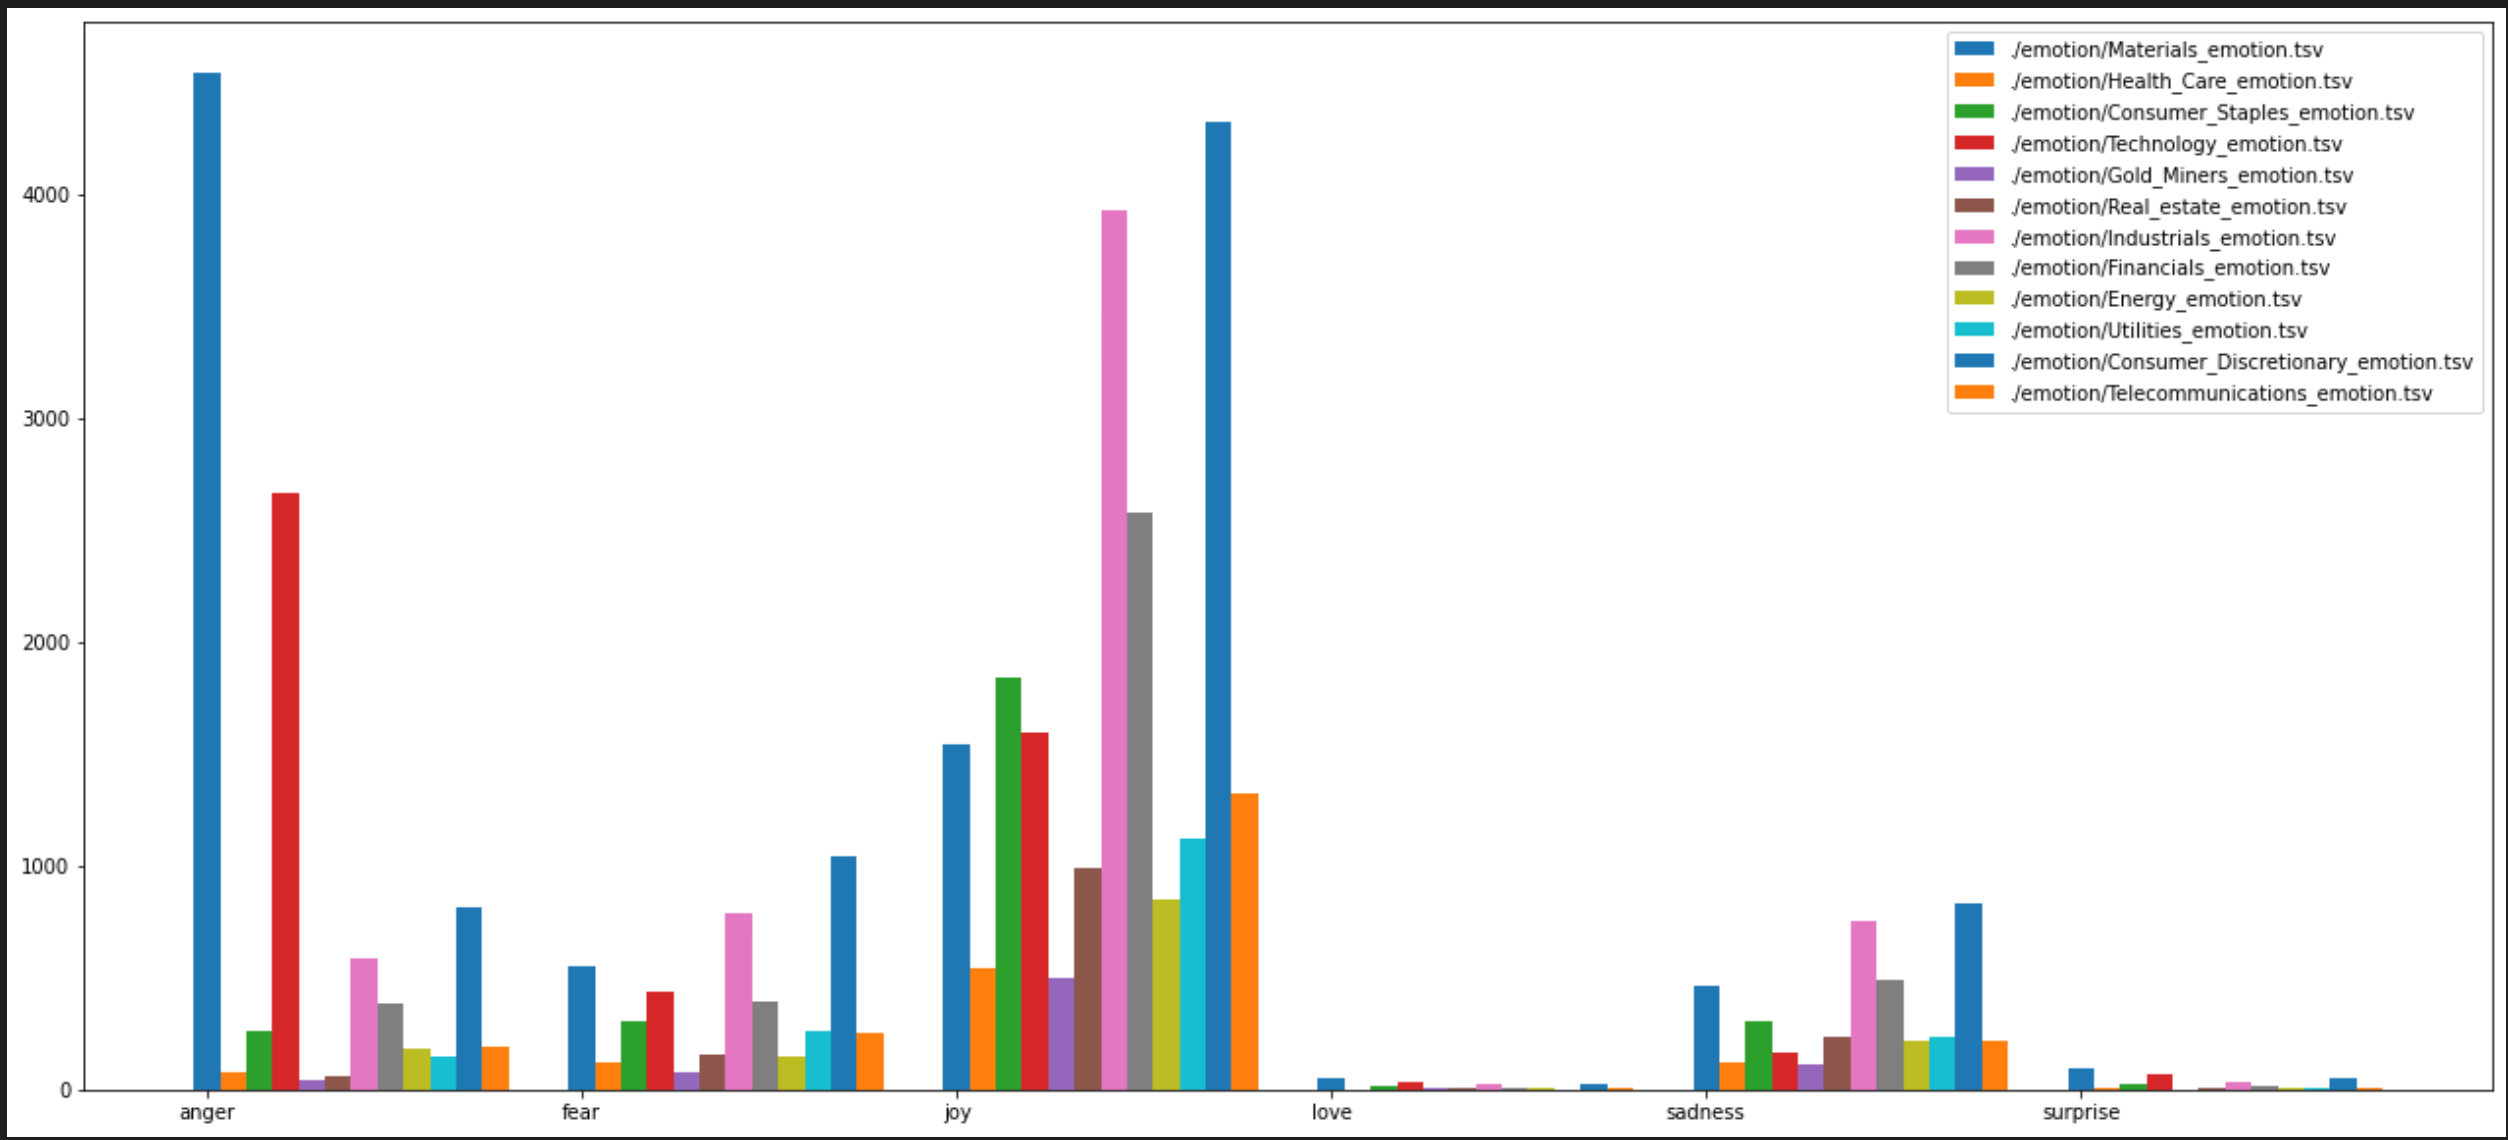 ./emotion/Materials_emotion.tsv
./emotion/Health_Care_emotion.tsv
./emotion/Consumer_Staples_emotion.tsv
./emotion/Technology_emotion.tsv
./emotion/Gold_Miners_emotion.tsv
./emotion/Real_estate_emotion.tsv
./emotion/Industrials_emotion.tsv
./emotion/Financials_emotion.tsv
./emotion/Energy_emotion.tsv
./emotion/Utilities_emotion.tsv
./emotion/Consumer_Discretionary_emotion.tsv
./emotion/Telecommunications_emotion.tsv
4000
3000
2000
1000
0
anger fear joy love sadness surprise